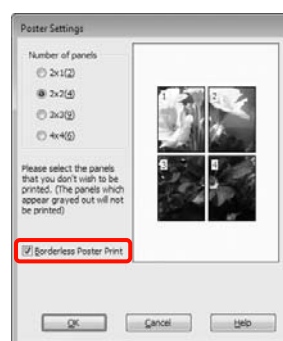 Poster Settings
Number of panels
2x1(2)
2x2(4)
3x3(9)
4x4(6)
1
2
3
4
Please select the panels
that you don't wish to be
printed. (The panels which
appear grayed out will not
be printed)
Borderless Poster Print
OK
Cancel
Help